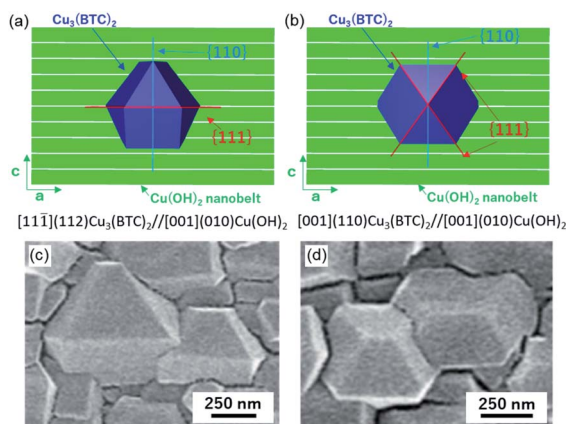 (a)
Cu₃(BTC)₂
{110}
{111}
c
a
Cu(OH)₂ nanobelt
[111̄](112)Cu₃(BTC)₂//[001](010)Cu(OH)₂
(b)
Cu₃(BTC)₂
{110}
{111}
c
a
Cu(OH)₂ nanobelt
[001](110)Cu₃(BTC)₂//[001](010)Cu(OH)₂
(c)
250 nm
(d)
250 nm